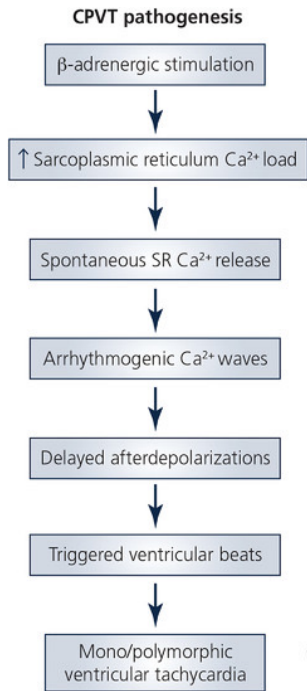 CPVT pathogenesis
β-adrenergic stimulation
↑ Sarcoplasmic reticulum Ca²⁺ load
Spontaneous SR Ca²⁺ release
Arrhythmogenic Ca²⁺ waves
Delayed afterdepolarizations
Triggered ventricular beats
Mono/polymorphic
ventricular tachycardia